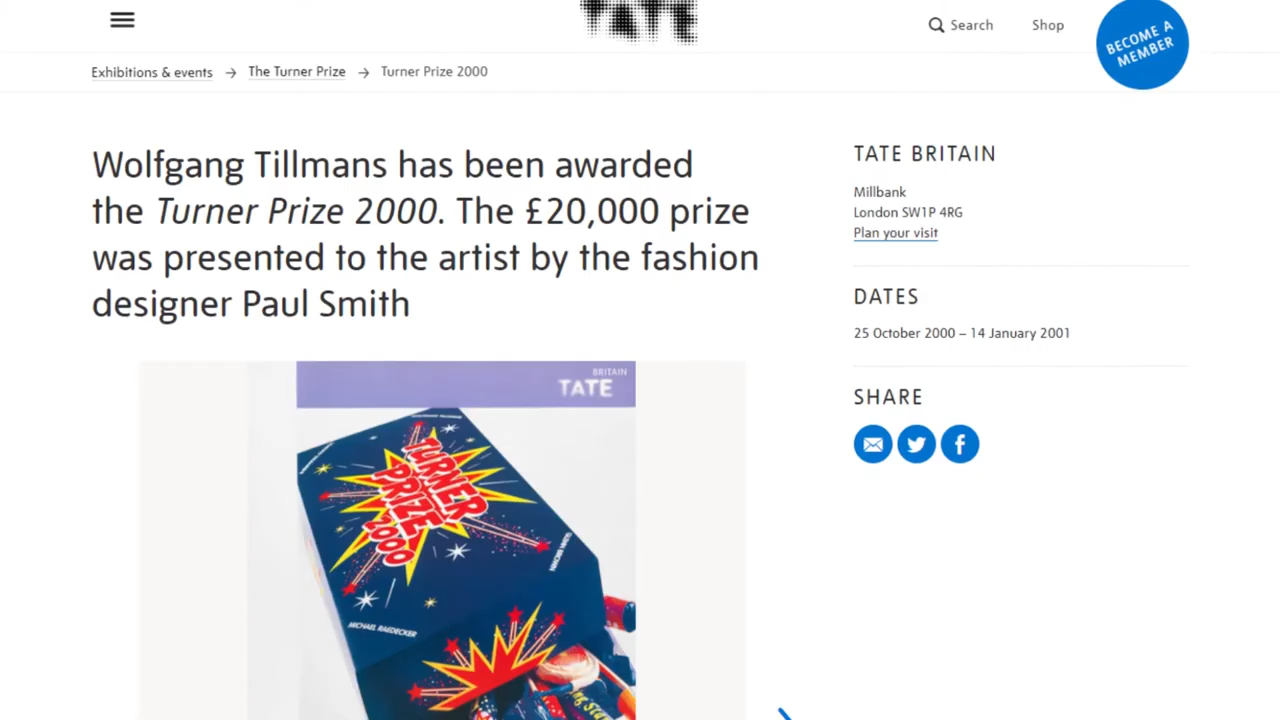 TATE
Search
Shop
BECOME A
MEMBER
Exhibitions & events → The Turner Prize → Turner Prize 2000
Wolfgang Tillmans has been awarded
the Turner Prize 2000. The £20,000 prize
was presented to the artist by the fashion
designer Paul Smith
BRITAIN
TATE
TURNER
PRIZE
2000
MICHAEL RAEDECKER
TATE BRITAIN
Millbank
London SW1P 4RG
Plan your visit
DATES
25 October 2000 – 14 January 2001
SHARE